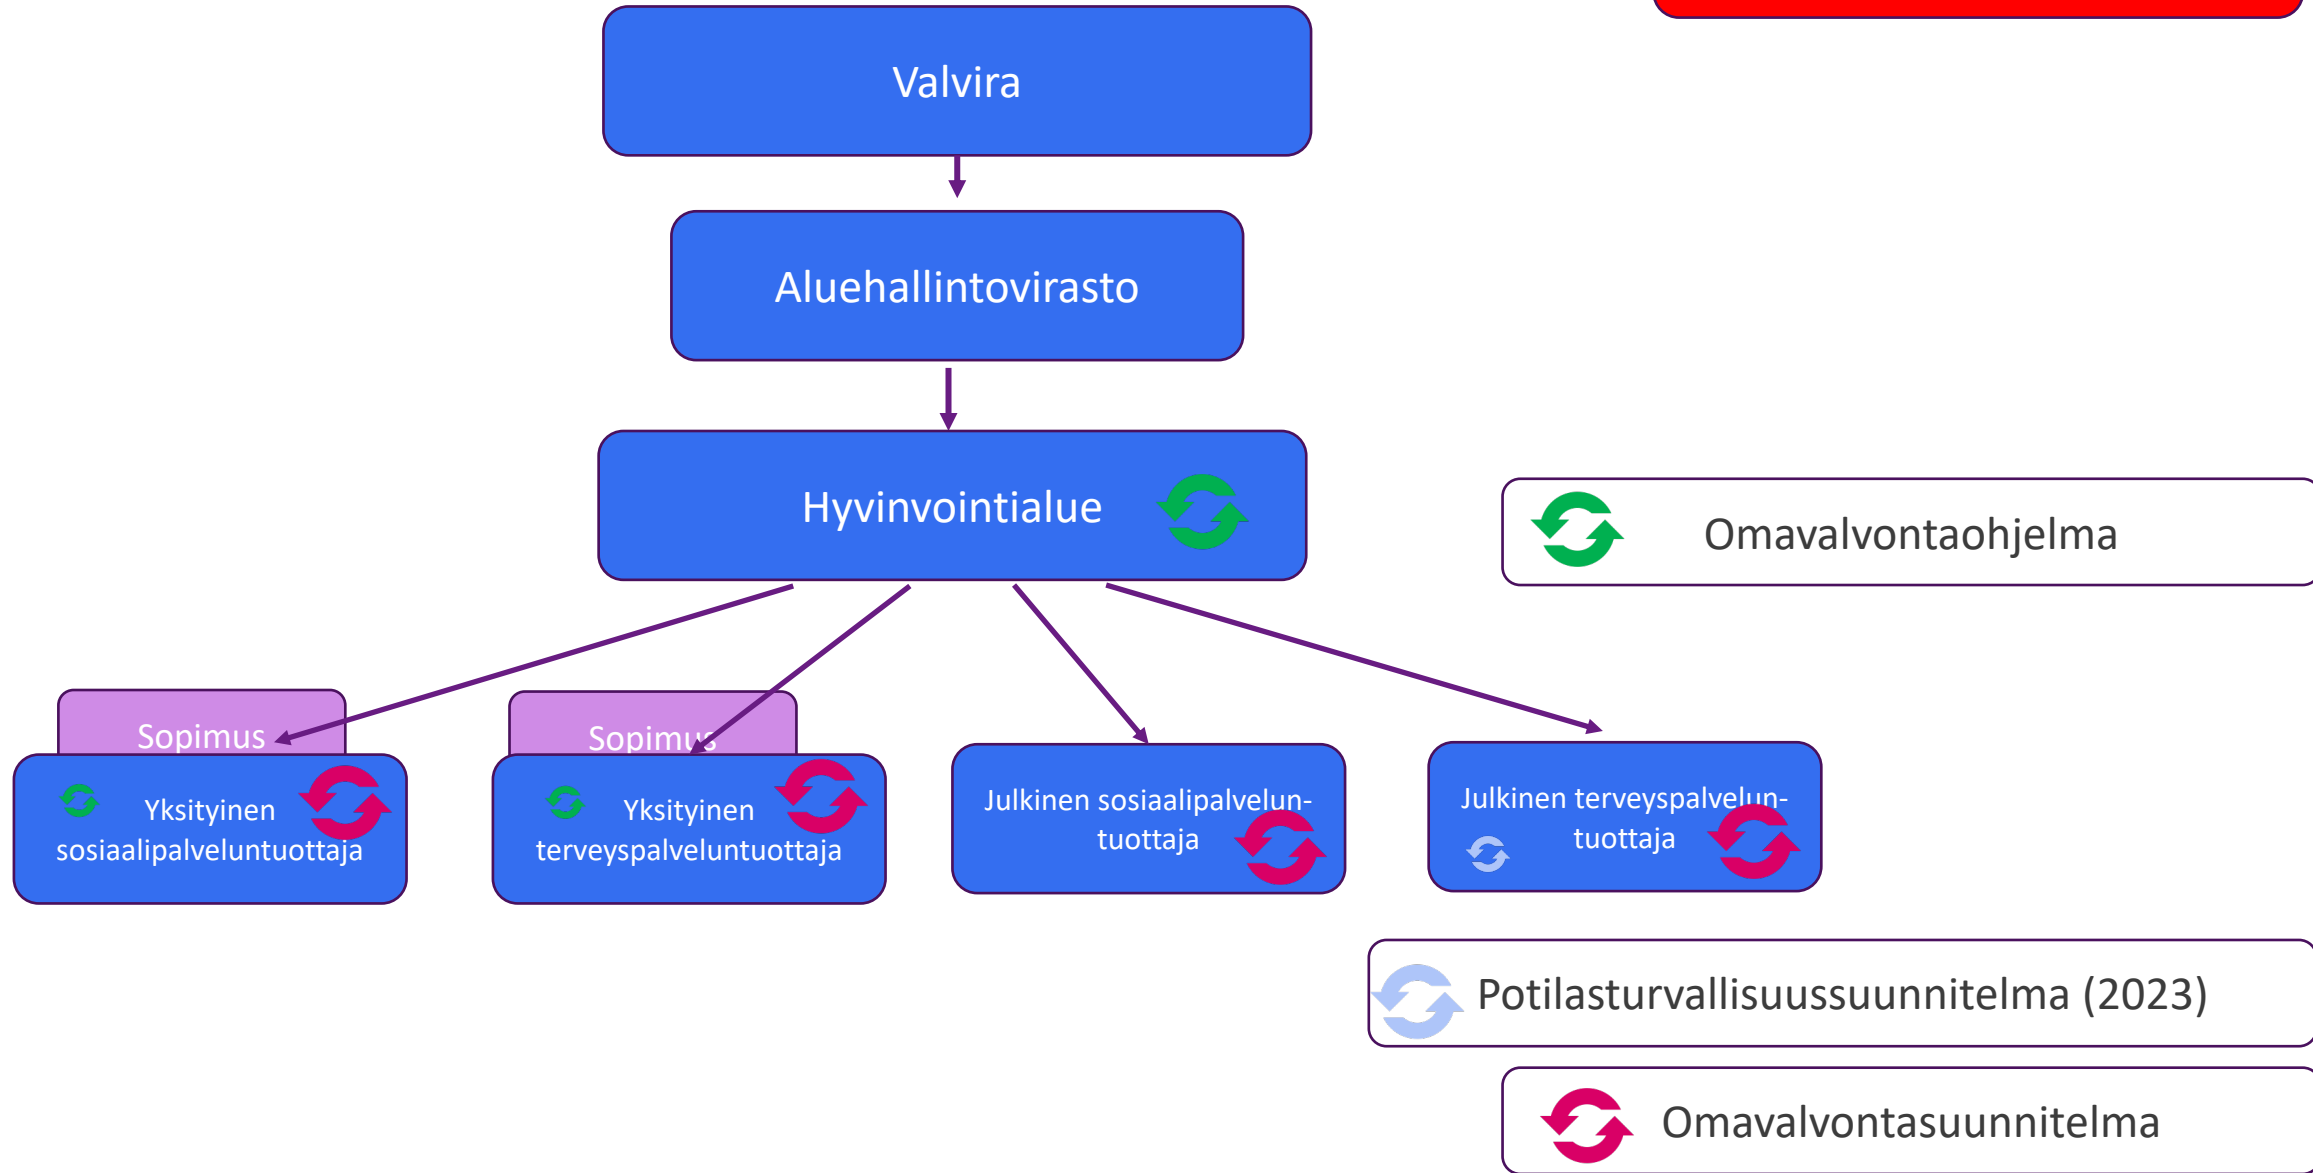 Valvira
Aluehallintovirasto
Hyvinvointialue
Omavalvontaohjelma
Sopimus
Sopimus
Yksityinen
sosiaalipalveluntuottaja
Yksityinen
terveyspalveluntuottaja
Julkinen sosiaalipalvelun-
tuottaja
Julkinen terveyspalvelun-
tuottaja
Potilasturvallisuussuunnitelma (2023)
Omavalvontasuunnitelma